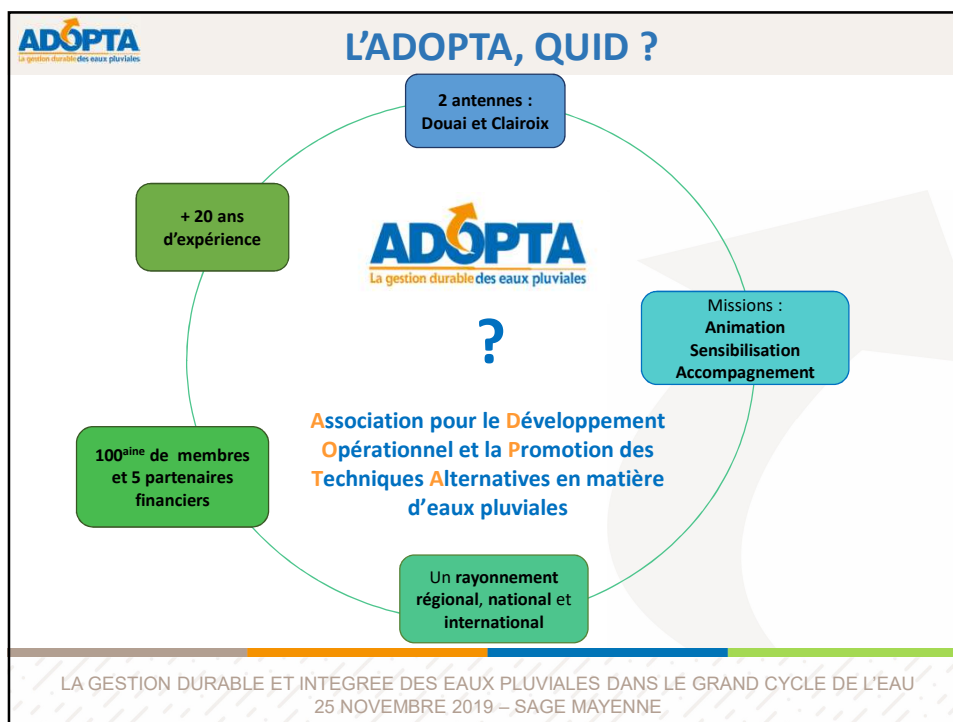 ADOPTA
La gestion durable des eaux pluviales
L'ADOPTA, QUID ?
2 antennes :
Douai et Clairoix
+ 20 ans
d'expérience
ADOPTA
La gestion durable des eaux pluviales
?
Missions :
Animation
Sensibilisation
Accompagnement
Association pour le Développement
Opérationnel et la Promotion des
Techniques Alternatives en matière
d'eaux pluviales
100aine de membres
et 5 partenaires
financiers
Un rayonnement
régional, national et
international
LA GESTION DURABLE ET INTEGREE DES EAUX PLUVIALES DANS LE GRAND CYCLE DE L'EAU
25 NOVEMBRE 2019 – SAGE MAYENNE